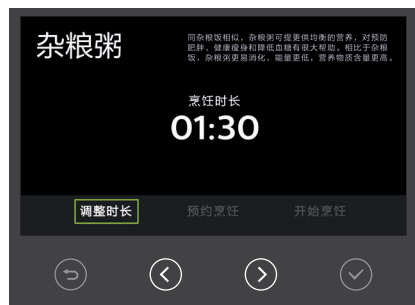 杂粮粥
同杂粮饭相似，杂粮粥可提更供均衡的营养，对预防
肥胖、健康瘦身和降低血糖有很大帮助。相比于杂粮
饭，杂粮粥更易消化，能量更低，营养物质含量更高。
烹饪时长
01:30
调整时长 预约烹饪 开始烹饪